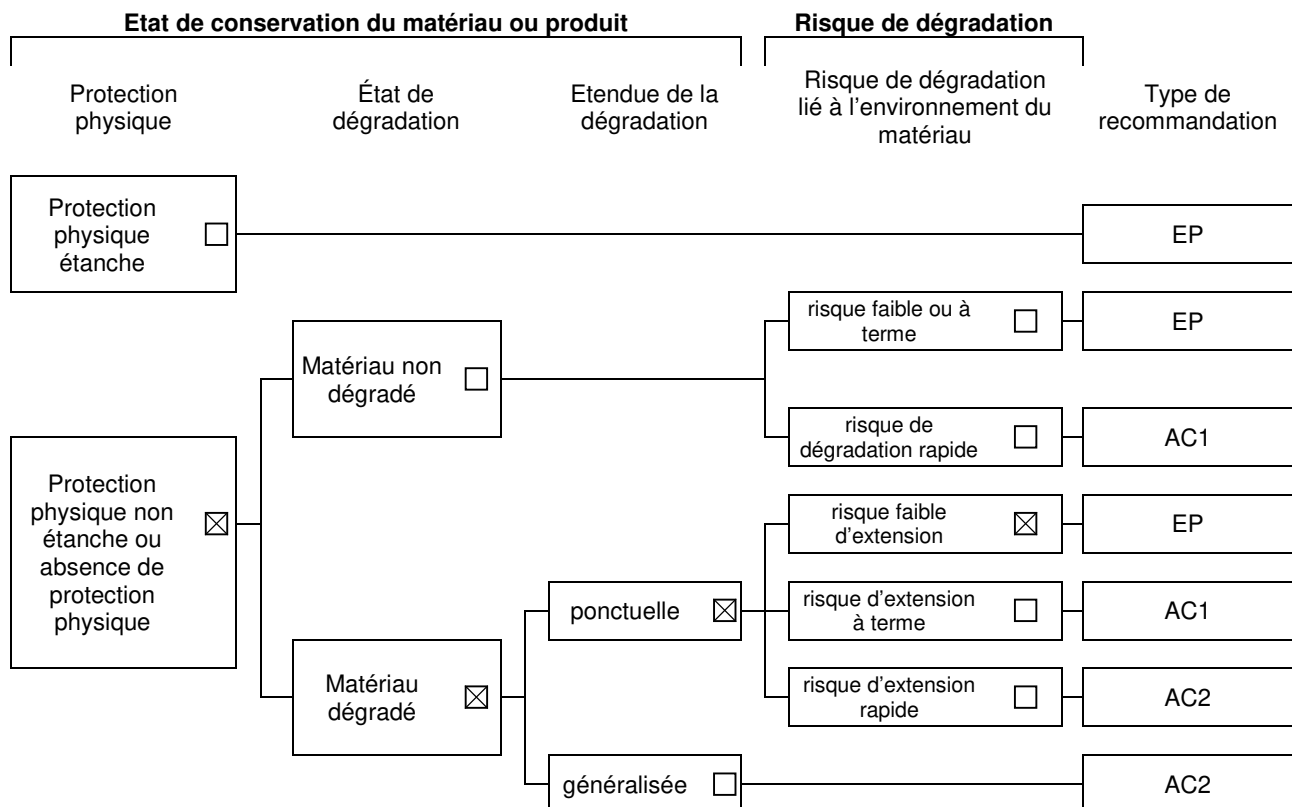 Etat de conservation du matériau ou produit
Risque de dégradation
Protection
physique
État de
dégradation
Etendue de la
dégradation
Risque de dégradation
lié à l'environnement du
matériau
Type de
recommandation
Protection
physique
étanche
EP
risque faible ou à
terme
EP
Matériau non
dégradé
risque de
dégradation rapide
AC1
Protection
physique non
étanche ou
absence de
protection
physique
risque faible
d'extension
EP
ponctuelle
risque d'extension
à terme
AC1
Matériau
dégradé
risque d'extension
rapide
AC2
généralisée
AC2